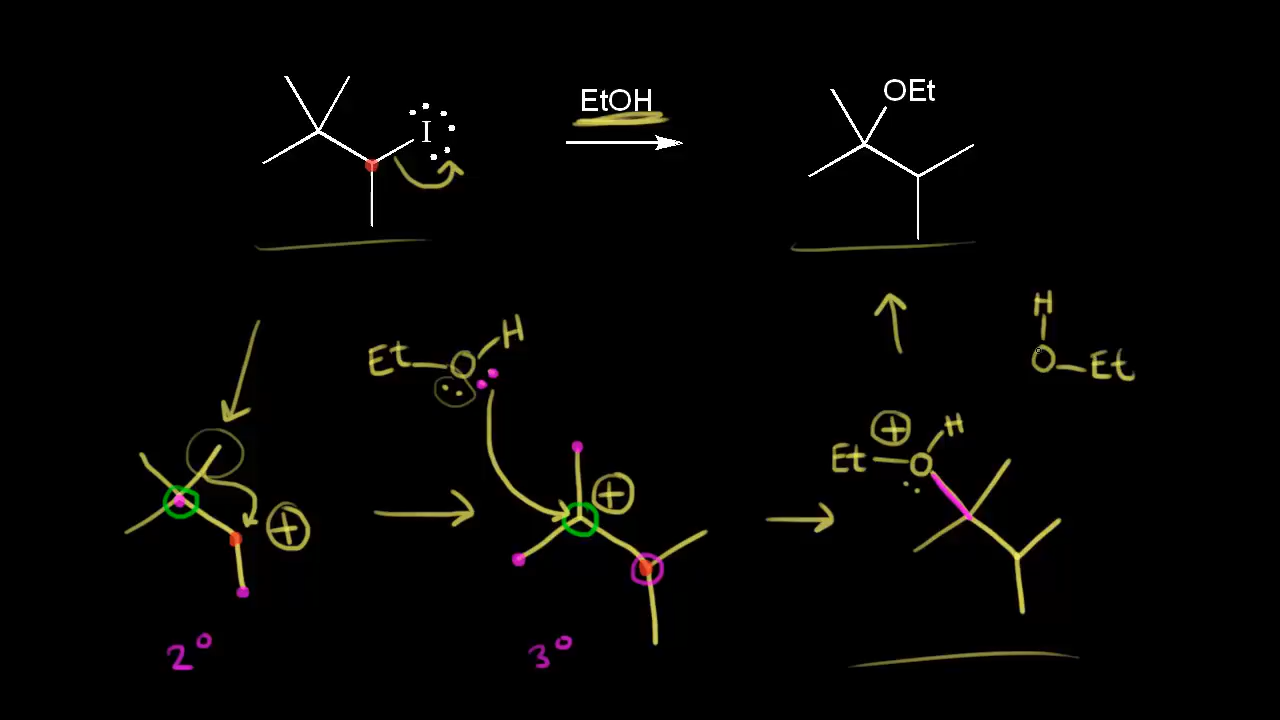 I
EtOH
OEt
Et O H
H
O Et
+
H
Et O
+
+
2°
3°